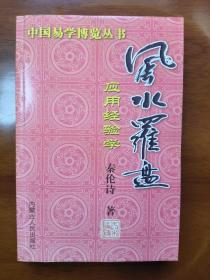 中国易学博览丛书
风水羅盘
应用经验学
秦伦诗 著
内蒙古人民出版社